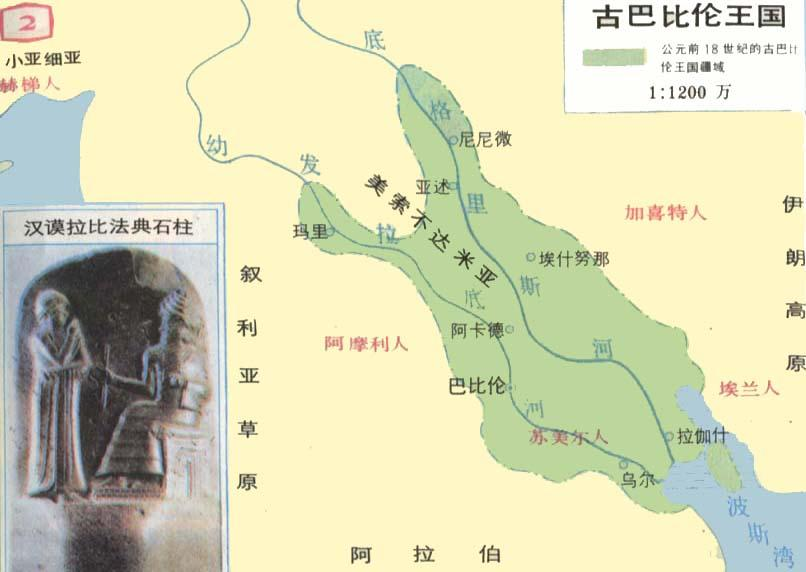 2
小亚细亚
赫梯人
古巴比伦王国
公元前18世纪的古巴比
伦王国疆域
1:1200 万
底格里斯河
幼发拉底河
尼尼微
亚述
美索不达米亚
玛里
埃什努那
加喜特人
伊朗高原
汉谟拉比法典石柱
叙利亚草原
阿摩利人
阿卡德
巴比伦
埃兰人
苏美尔人
拉伽什
乌尔
波斯湾
阿拉伯